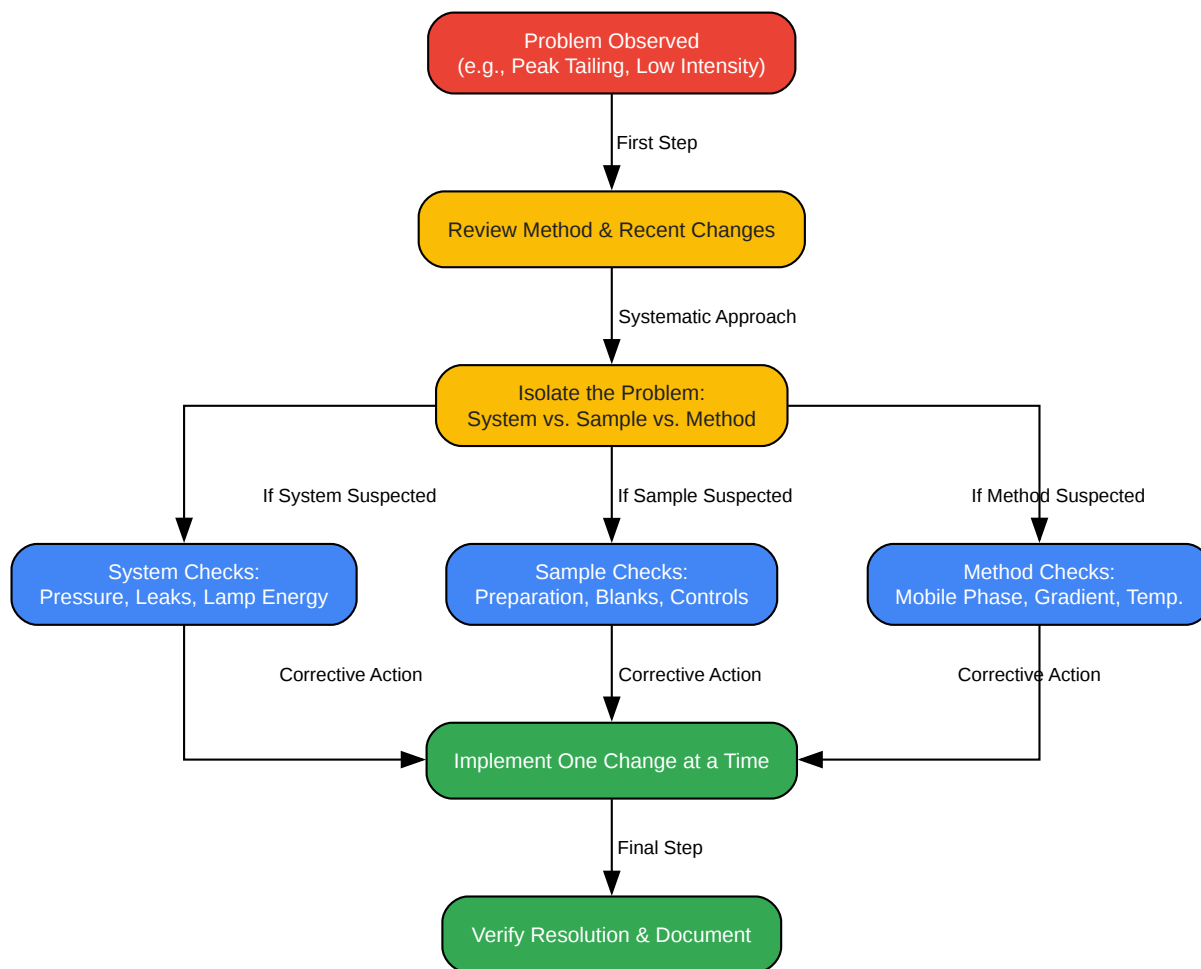 Problem Observed
(e.g., Peak Tailing, Low Intensity)
First Step
Review Method & Recent Changes
Systematic Approach
Isolate the Problem:
System vs. Sample vs. Method
If System Suspected
If Sample Suspected
If Method Suspected
System Checks:
Pressure, Leaks, Lamp Energy
Sample Checks:
Preparation, Blanks, Controls
Method Checks:
Mobile Phase, Gradient, Temp.
Corrective Action
Corrective Action
Corrective Action
Implement One Change at a Time
Final Step
Verify Resolution & Document